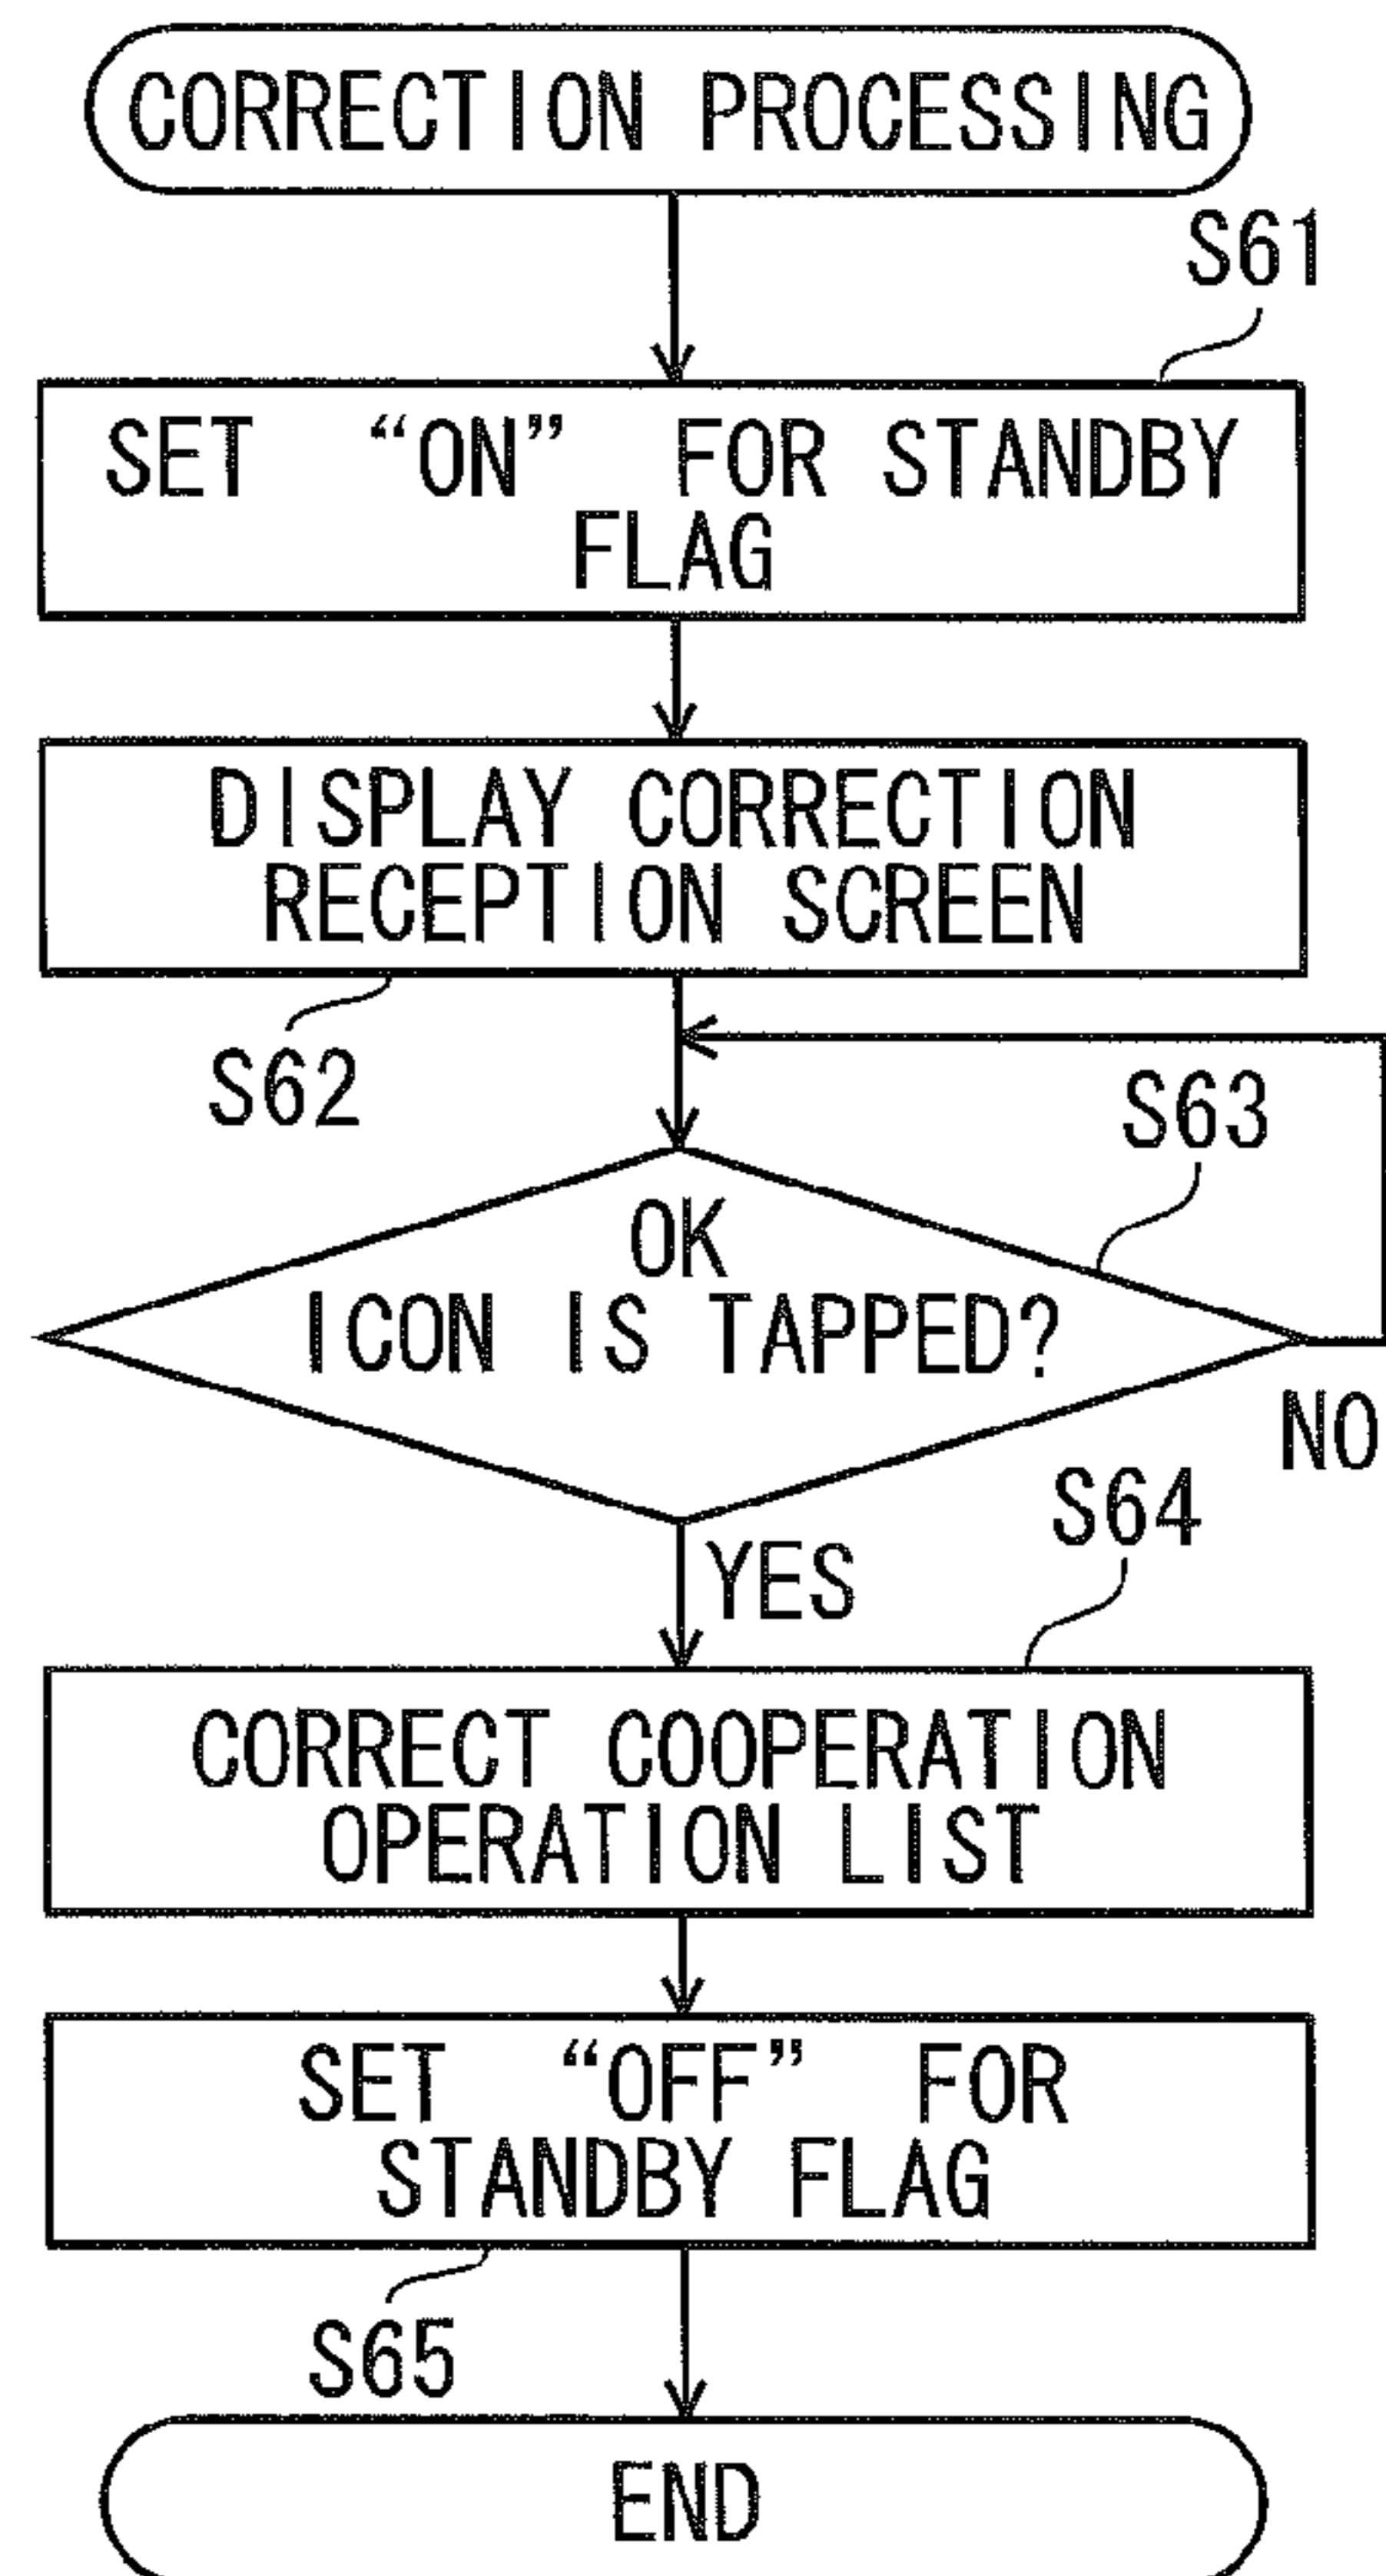 CORRECTION PROCESSING
S61
SET “ON” FOR STANDBY
FLAG
DISPLAY CORRECTION
RECEPTION SCREEN
S62
S63
OK
ICON IS TAPPED?
NO
S64
YES
CORRECT COOPERATION
OPERATION LIST
SET “OFF” FOR
STANDBY FLAG
S65
END